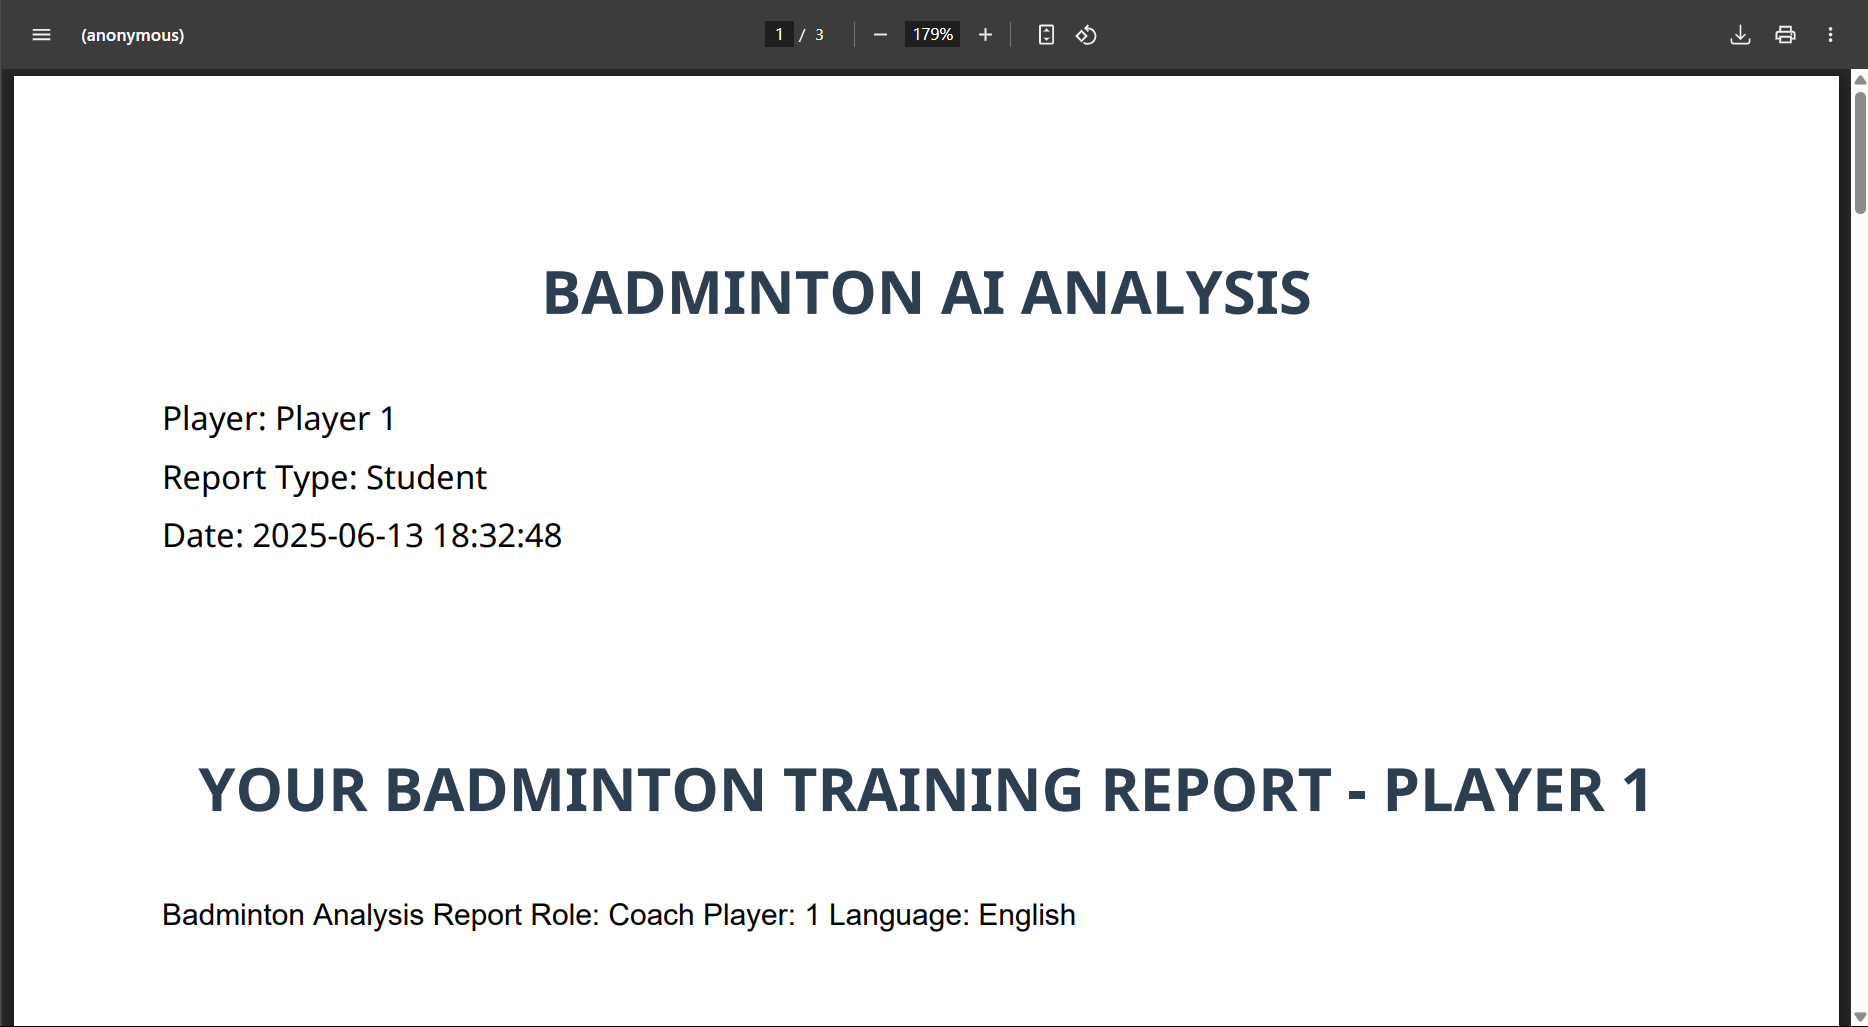 (anonymous)
1 / 3
179%
BADMINTON AI ANALYSIS
Player: Player 1
Report Type: Student
Date: 2025-06-13 18:32:48
YOUR BADMINTON TRAINING REPORT - PLAYER 1
Badminton Analysis Report Role: Coach Player: 1 Language: English